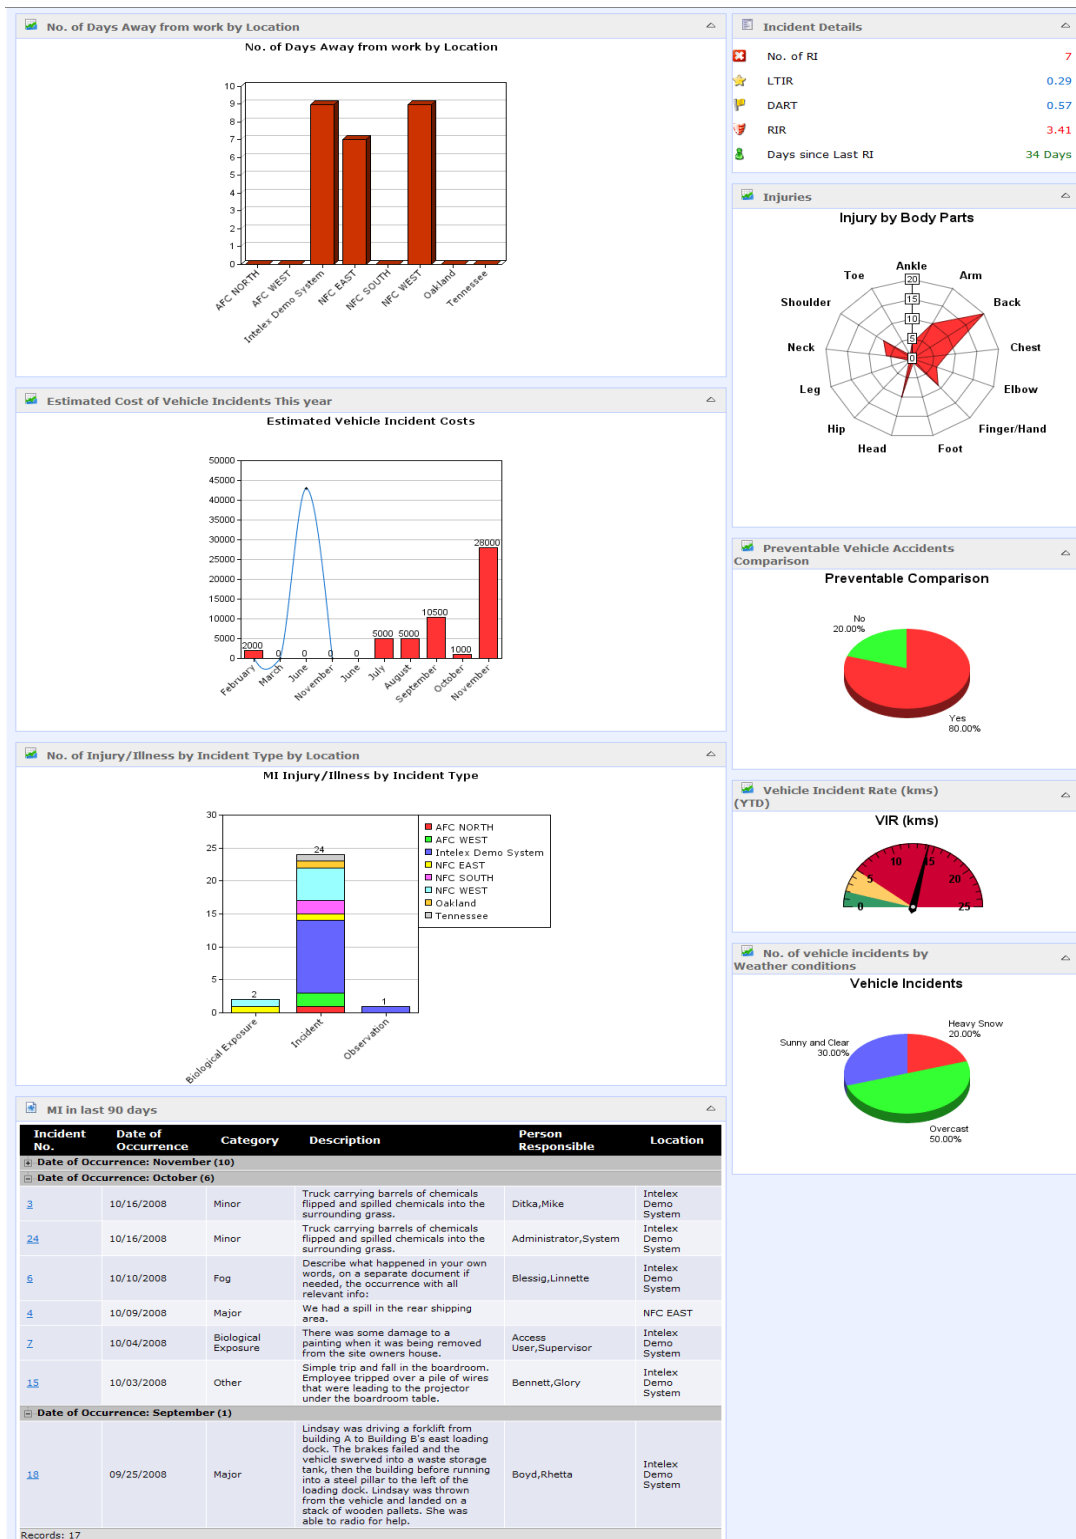 No. of Days Away from work by Location
No. of Days Away from work by Location
10
9
8
7
6
5
4
3
2
1
0
AFC NORTH
AFC WEST
Intelex Demo System
NFC EAST
NFC SOUTH
NFC WEST
Oakland
Tennessee
Estimated Cost of Vehicle Incidents This year
Estimated Vehicle Incident Costs
50000
45000
40000
35000
30000
25000
20000
15000
10000
5000
0
2000
0
0
0
0
5000
5000
10500
1000
28000
February
March
June
November
June
July
August
September
October
November
No. of Injury/Illness by Incident Type by Location
MI Injury/Illness by Incident Type
30
25
20
15
10
5
0
2
24
1
Biological Exposure
Incident
Observation
AFC NORTH
AFC WEST
Intelex Demo System
NFC EAST
NFC SOUTH
NFC WEST
Oakland
Tennessee
MI in last 90 days
Incident No. Date of Occurrence Category Description Person Responsible Location
Date of Occurrence: November (10)
Date of Occurrence: October (6)
3 10/16/2008 Minor Truck carrying barrels of chemicals flipped and spilled chemicals into the surrounding grass. Ditka,Mike Intelex Demo System
24 10/16/2008 Minor Truck carrying barrels of chemicals flipped and spilled chemicals into the surrounding grass. Administrator,System Intelex Demo System
6 10/10/2008 Fog Describe what happened in your own words, on a separate document if needed, the occurrence with all relevant info: Blessig,Linnette Intelex Demo System
4 10/09/2008 Major We had a spill in the rear shipping area. NFC EAST
7 10/04/2008 Biological Exposure There was some damage to a painting when it was being removed from the site owners house. Access User,Supervisor Intelex Demo System
15 10/03/2008 Other Simple trip and fall in the boardroom. Employee tripped over a pile of wires that were leading to the projector under the boardroom table. Bennett,Glory Intelex Demo System
Date of Occurrence: September (1)
18 09/25/2008 Major Lindsay was driving a forklift from building A to Building B's east loading dock. The brakes failed and the vehicle swerved into a waste storage tank, then the building before running into a steel pillar to the left of the loading dock. Lindsay was thrown from the vehicle and landed on a stack of wooden pallets. She was able to radio for help. Boyd,Rhetta Intelex Demo System
Records: 17
Incident Details
No. of RI 7
LTIR 0.29
DART 0.57
RIR 3.41
Days since Last RI 34 Days
Injuries
Injury by Body Parts
Ankle
Arm
Back
Chest
Elbow
Finger/Hand
Foot
Head
Hip
Leg
Neck
Shoulder
Toe
20
15
10
5
0
Preventable Vehicle Accidents
Comparison
Preventable Comparison
No
20.00%
Yes
80.00%
Vehicle Incident Rate (kms)
(YTD)
VIR (kms)
0
5
10
15
20
25
No. of vehicle incidents by
Weather conditions
Vehicle Incidents
Heavy Snow
20.00%
Sunny and Clear
30.00%
Overcast
50.00%